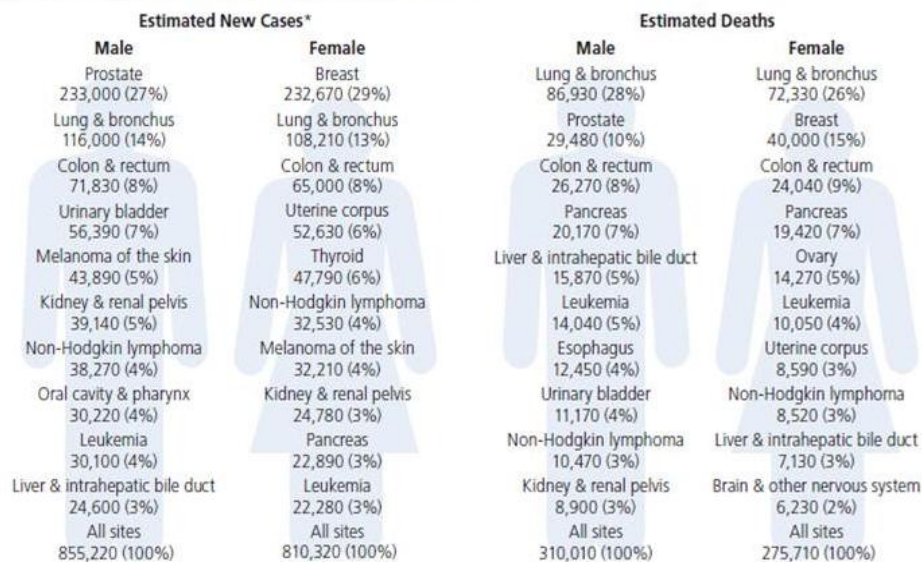 Estimated New Cases*
Male
Prostate
233,000 (27%)
Lung & bronchus
116,000 (14%)
Colon & rectum
71,830 (8%)
Urinary bladder
56,390 (7%)
Melanoma of the skin
43,890 (5%)
Kidney & renal pelvis
39,140 (5%)
Non-Hodgkin lymphoma
38,270 (4%)
Oral cavity & pharynx
30,220 (4%)
Leukemia
30,100 (4%)
Liver & intrahepatic bile duct
24,600 (3%)
All sites
855,220 (100%)
Female
Breast
232,670 (29%)
Lung & bronchus
108,210 (13%)
Colon & rectum
65,000 (8%)
Uterine corpus
52,630 (6%)
Thyroid
47,790 (6%)
Non-Hodgkin lymphoma
32,530 (4%)
Melanoma of the skin
32,210 (4%)
Kidney & renal pelvis
24,780 (3%)
Pancreas
22,890 (3%)
Leukemia
22,280 (3%)
All sites
810,320 (100%)
Estimated Deaths
Male
Lung & bronchus
86,930 (28%)
Prostate
29,480 (10%)
Colon & rectum
26,270 (8%)
Pancreas
20,170 (7%)
Liver & intrahepatic bile duct
15,870 (5%)
Leukemia
14,040 (5%)
Esophagus
12,450 (4%)
Urinary bladder
11,170 (4%)
Non-Hodgkin lymphoma
10,470 (3%)
Kidney & renal pelvis
8,900 (3%)
All sites
310,010 (100%)
Female
Lung & bronchus
72,330 (26%)
Breast
40,000 (15%)
Colon & rectum
24,040 (9%)
Pancreas
19,420 (7%)
Ovary
14,270 (5%)
Leukemia
10,050 (4%)
Uterine corpus
8,590 (3%)
Non-Hodgkin lymphoma
8,520 (3%)
Liver & intrahepatic bile duct
7,130 (3%)
Brain & other nervous system
6,230 (2%)
All sites
275,710 (100%)